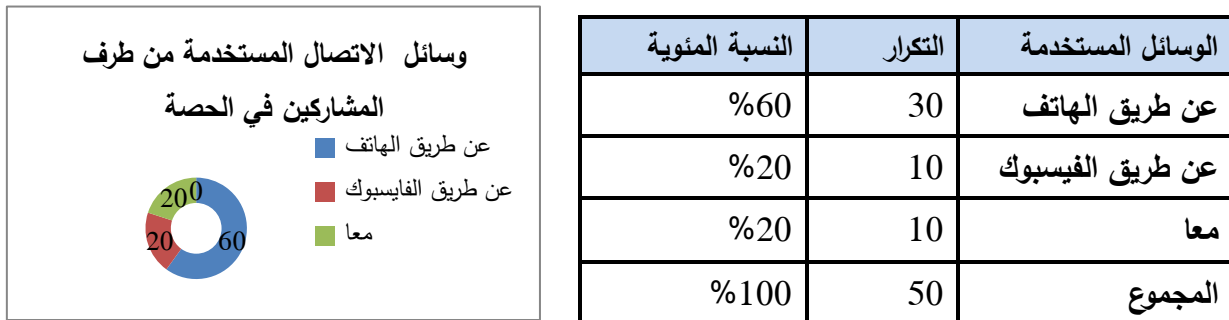 وسائل الاتصال المستخدمة من طرف
المشاركين في الحصة
عن طريق الهاتف
عن طريق الفايسبوك
معا
20 0
20 60
الوسائل المستخدمة التكرار النسبة المئوية
عن طريق الهاتف 30 60%
عن طريق الفيسبوك 10 20%
معا 10 20%
المجموع 50 100%